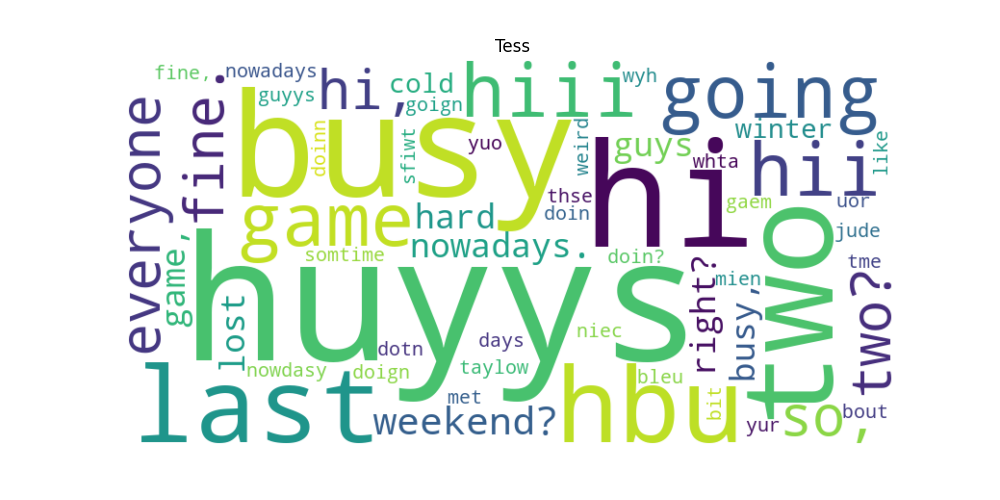 Tess
fine,
nowadays
guyys
hi,
cold
goign
hiii
wyh
going
winter
everyone
fine.
busy
doinn
sfiwt
yuo
weird
guys
whta
hi
hii
like
game
hard
nowadays.
thse
doin
gaem
uor
jude
game,
huyys
somtime
doin?
two
tme
two?
lost
nowdasy
dotn
doign
days
taylow
niec
right?
mien
busy,
last
met
weekend?
hbu
bleu
bit
yur
so,
bout